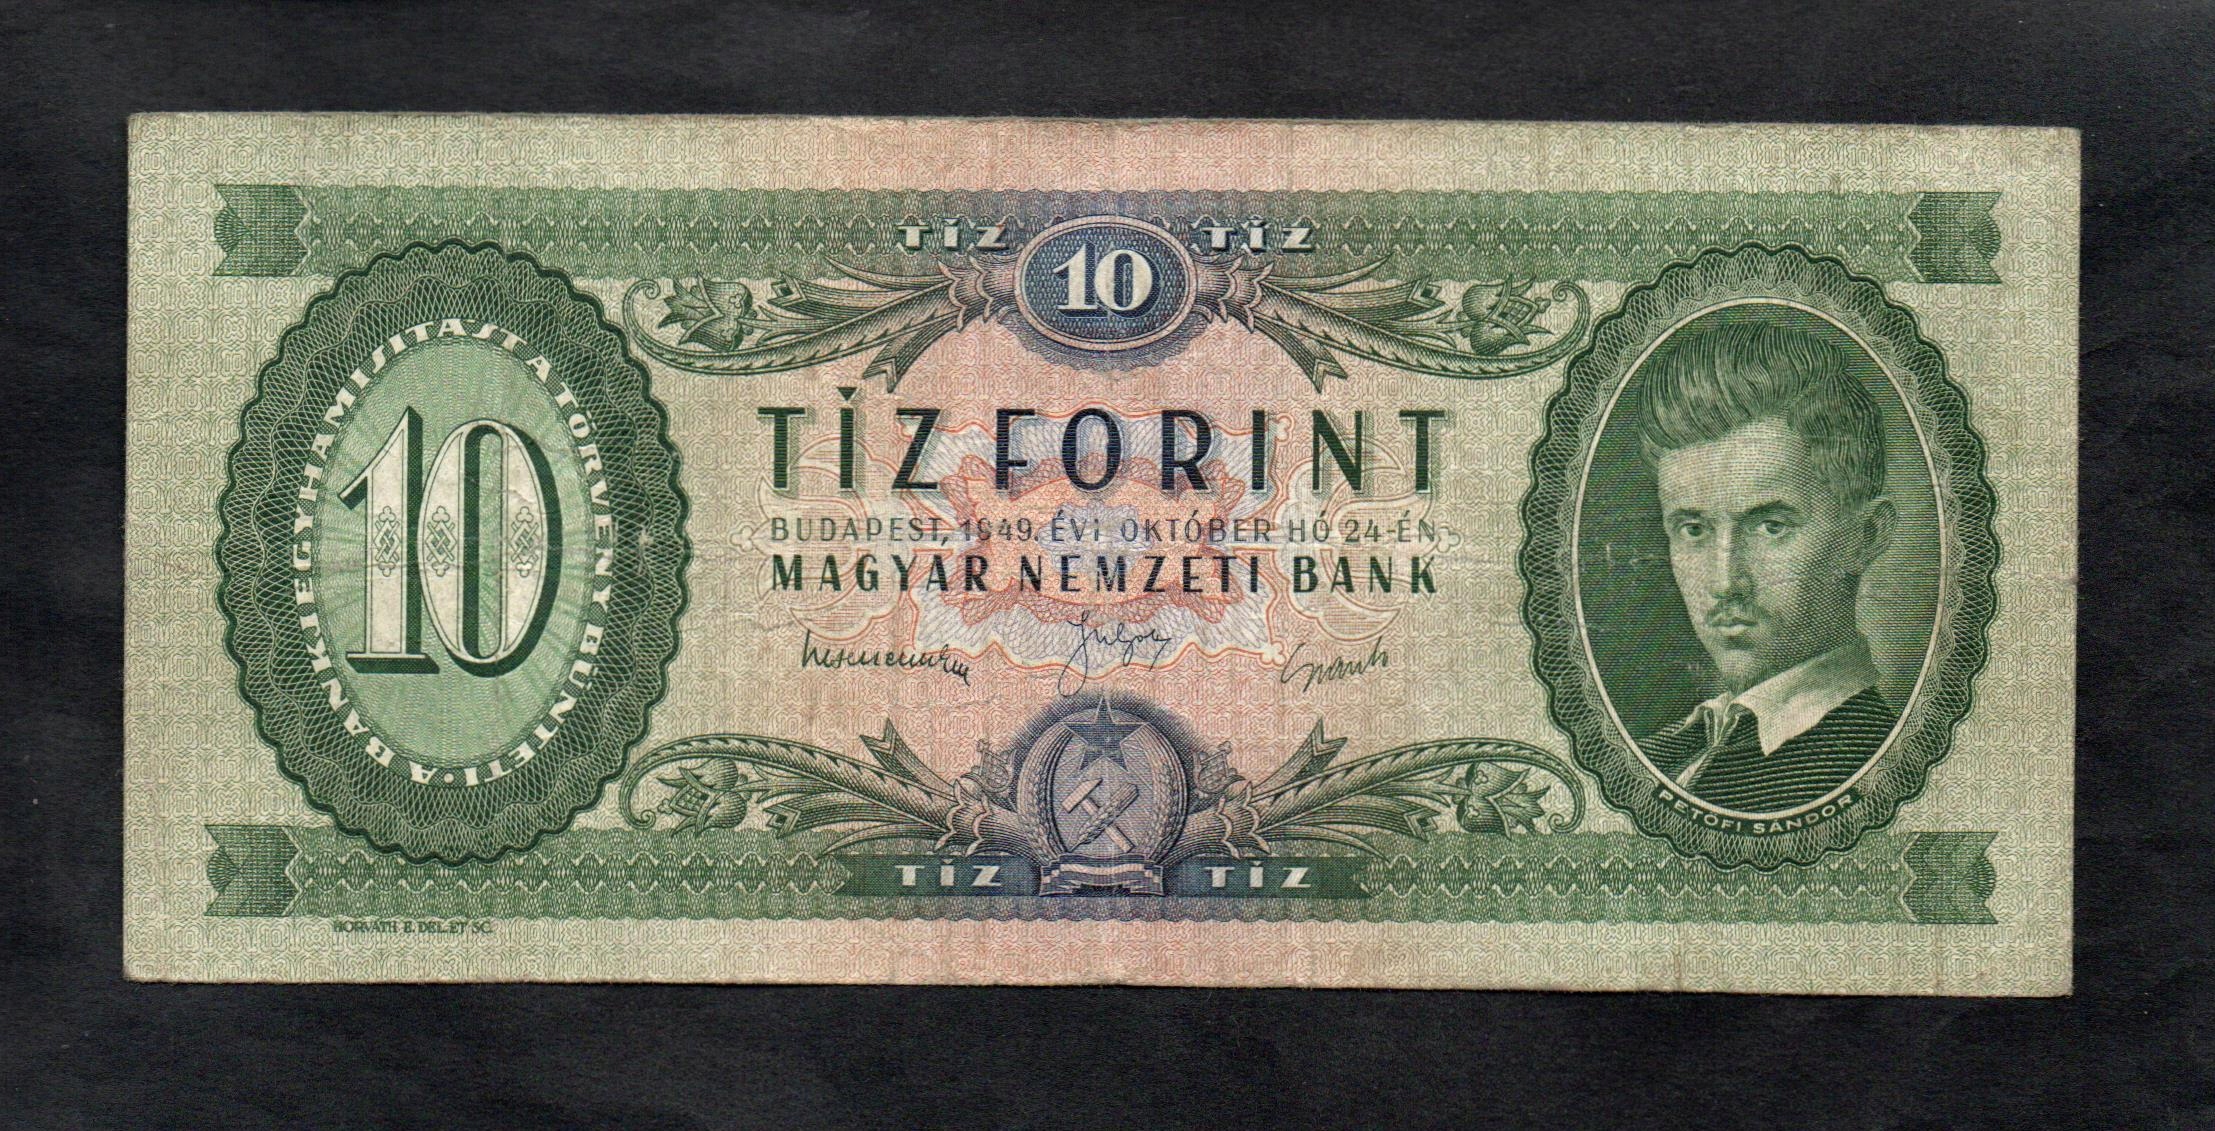 TÍZ 10 TÍZ
A BANKJEGYHAMISÍTÁST A TÖRVÉNY BÜNTETI ·
10
TÍZ FORINT
BUDAPEST, 1949. ÉVI OKTÓBER HÓ 24-ÉN
MAGYAR NEMZETI BANK
PETŐFI SÁNDOR
TÍZ TÍZ
HORVÁTH E. DEL. ET SC.